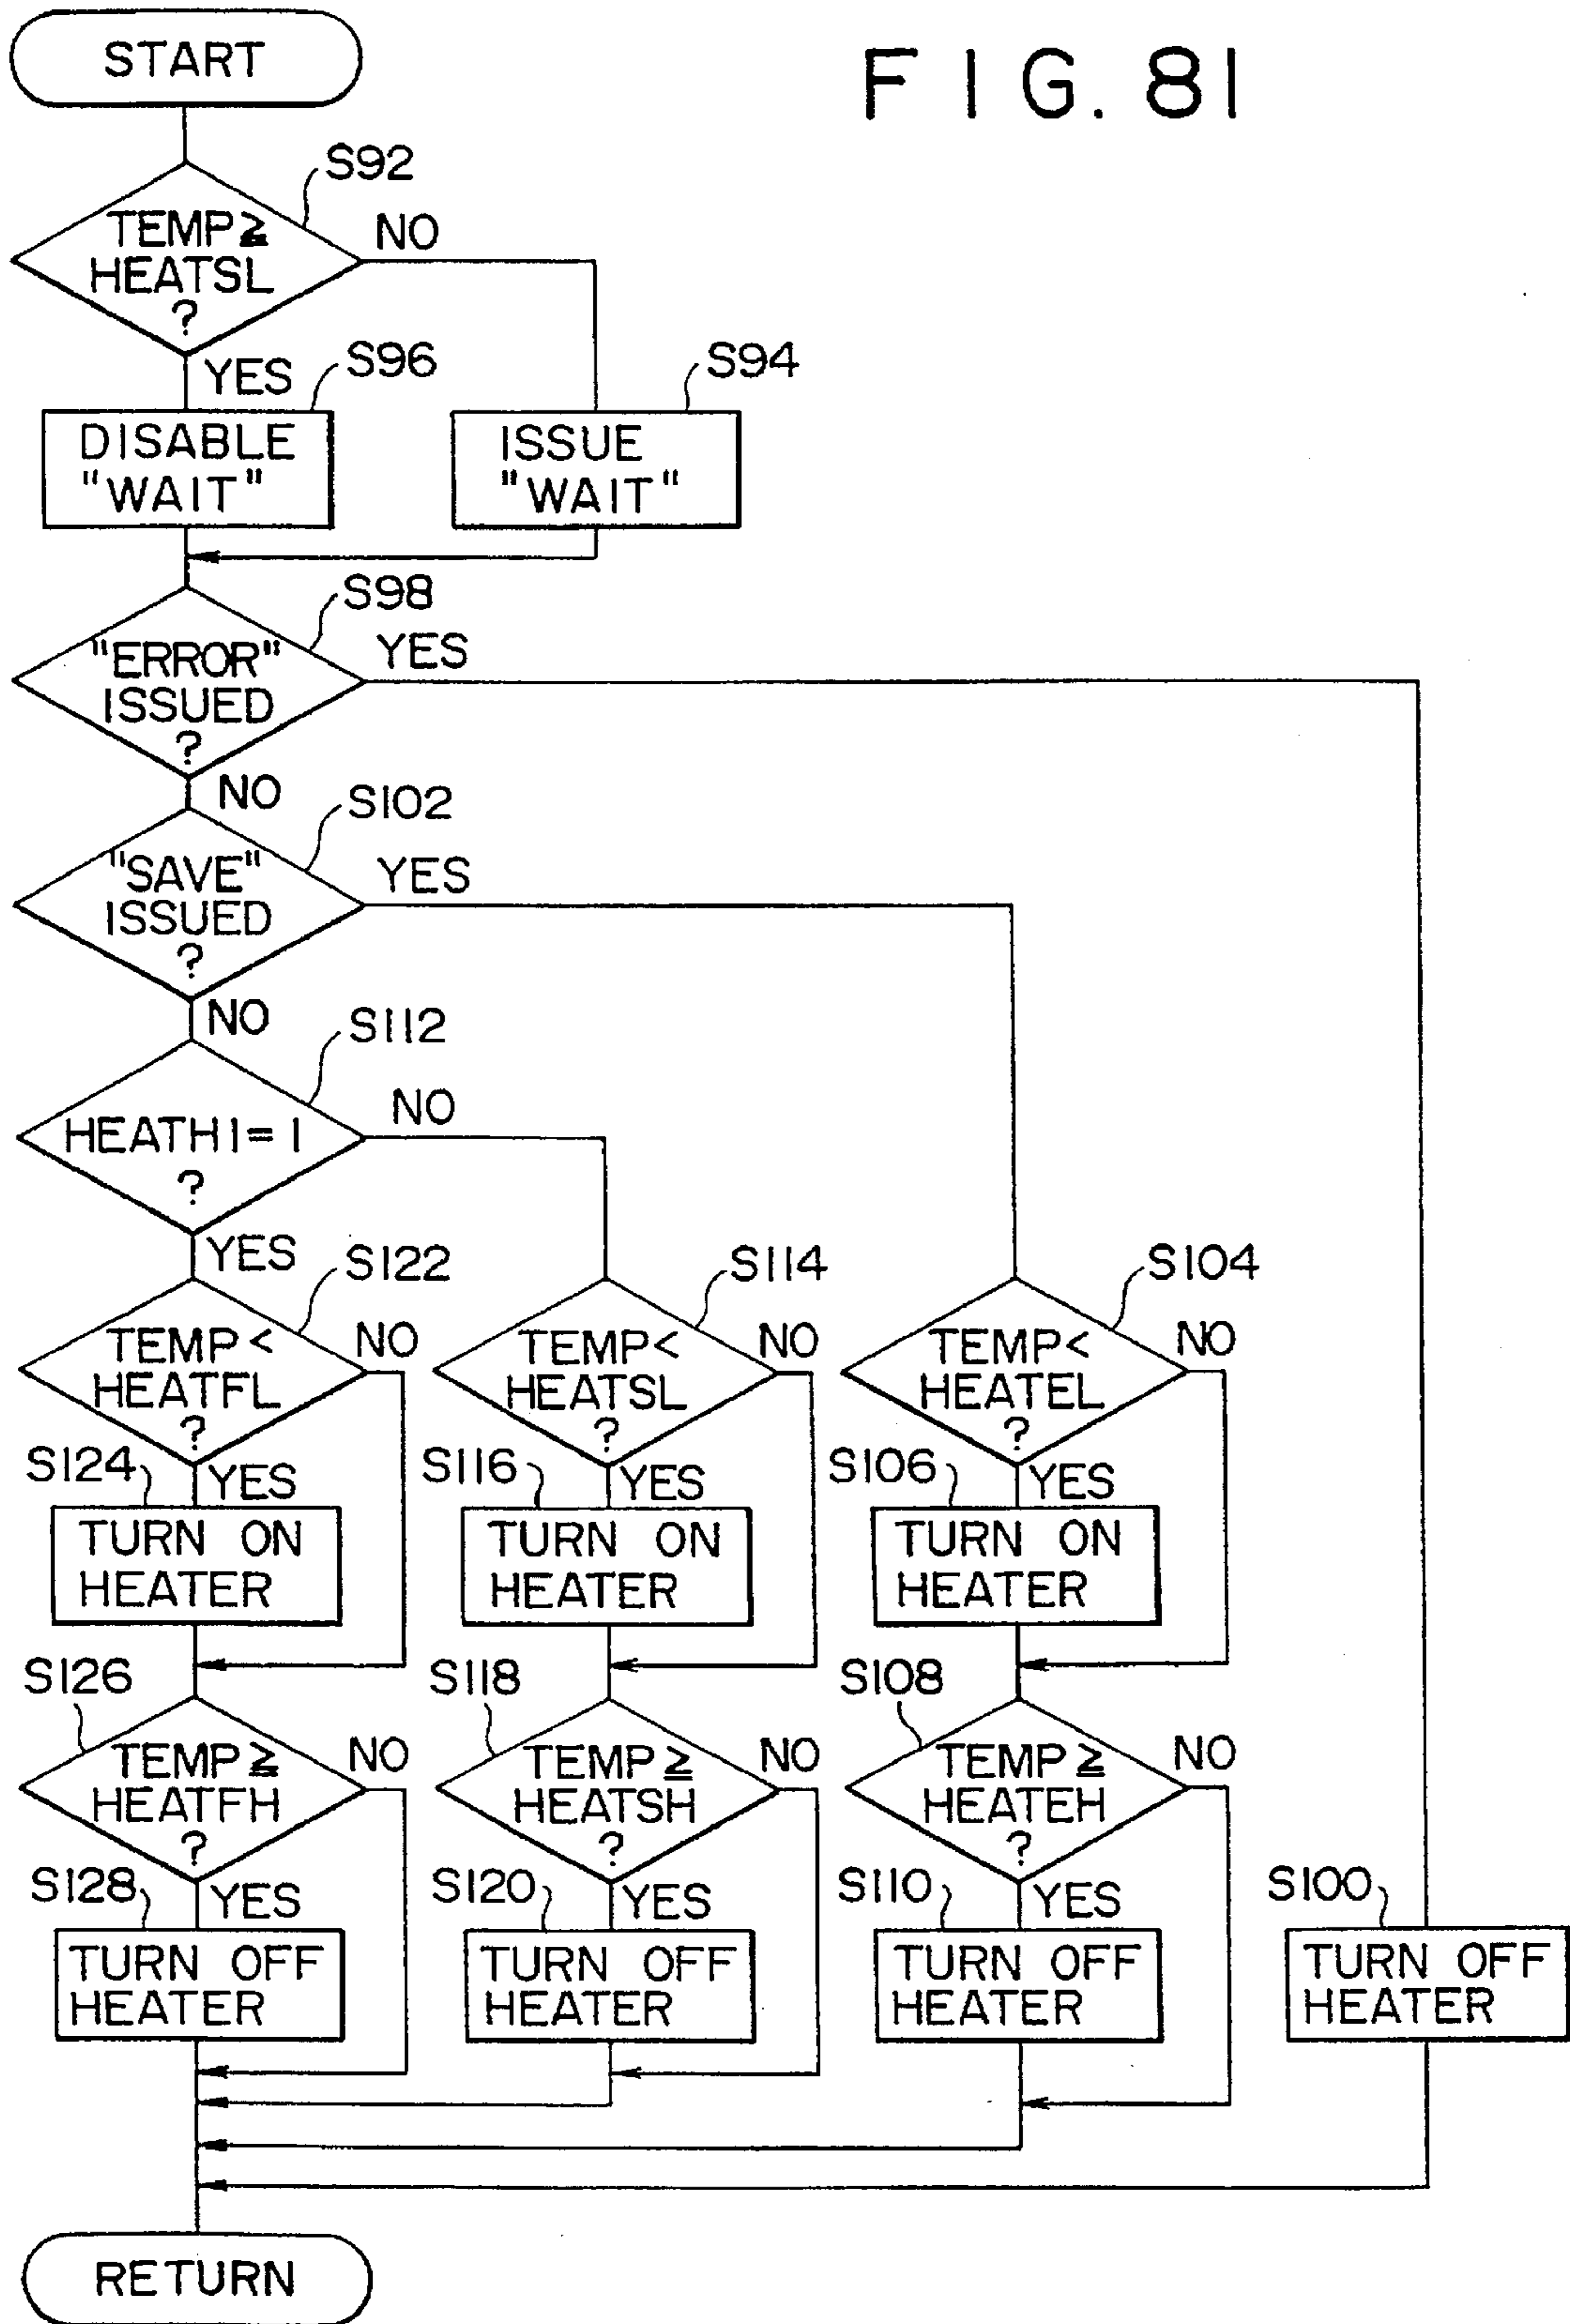 FIG. 81
START
S92
TEMP ≧
HEATSL
?
NO
YES
S96
S94
DISABLE
"WAIT"
ISSUE
"WAIT"
S98
"ERROR"
ISSUED
?
YES
NO
S102
"SAVE"
ISSUED
?
YES
NO
S112
HEATH1=1
?
NO
YES
S122
TEMP<
HEATFL
?
NO
YES
S114
TEMP<
HEATSL
?
NO
YES
S104
TEMP<
HEATEL
?
NO
YES
S124
TURN ON
HEATER
S116
TURN ON
HEATER
S106
TURN ON
HEATER
S126
TEMP ≧
HEATFH
?
NO
YES
S118
TEMP ≧
HEATSH
?
NO
YES
S108
TEMP ≧
HEATEH
?
NO
YES
S128
TURN OFF
HEATER
S120
TURN OFF
HEATER
S110
TURN OFF
HEATER
S100
TURN OFF
HEATER
RETURN